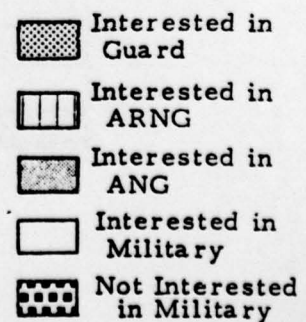 Interested in
Guard
Interested in
ARNG
Interested in
ANG
Interested in
Military
Not Interested
in Military